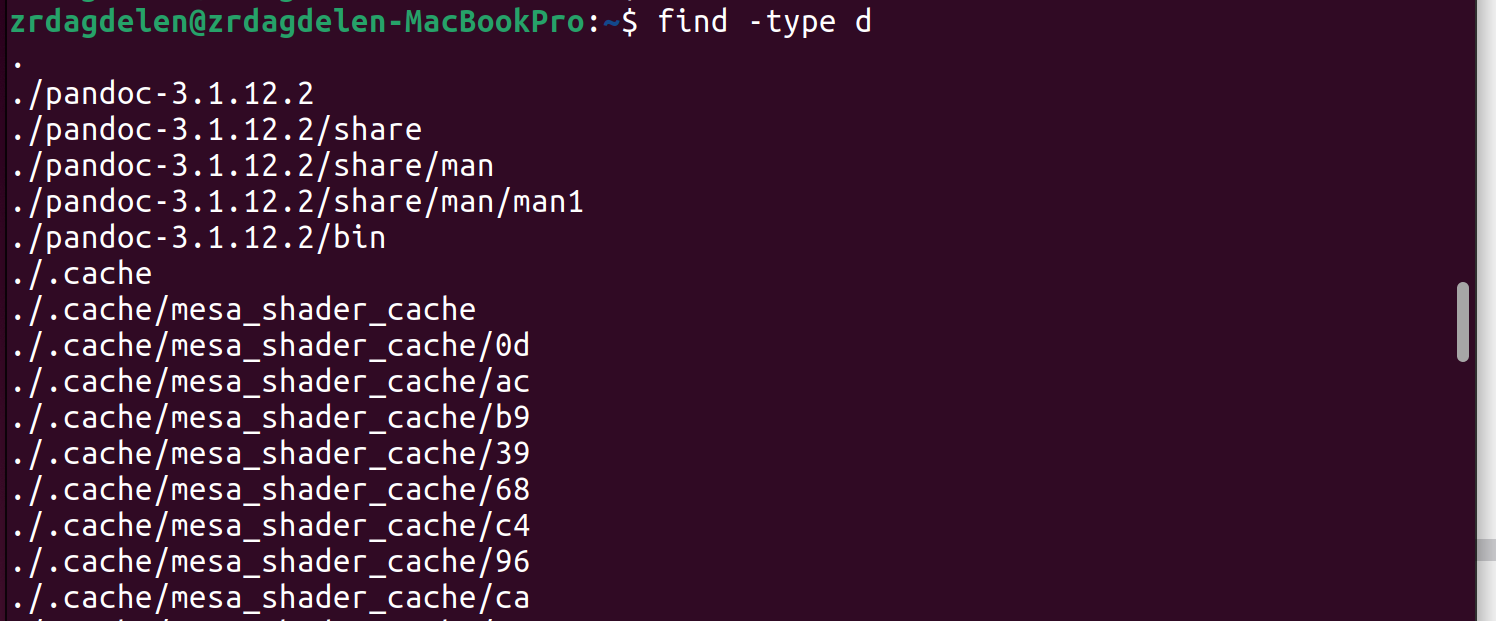 zrdagdelen@zrdagdelen-MacBookPro:~$ find -type d
.
./pandoc-3.1.12.2
./pandoc-3.1.12.2/share
./pandoc-3.1.12.2/share/man
./pandoc-3.1.12.2/share/man/man1
./pandoc-3.1.12.2/bin
./.cache
./.cache/mesa_shader_cache
./.cache/mesa_shader_cache/0d
./.cache/mesa_shader_cache/ac
./.cache/mesa_shader_cache/b9
./.cache/mesa_shader_cache/39
./.cache/mesa_shader_cache/68
./.cache/mesa_shader_cache/c4
./.cache/mesa_shader_cache/96
./.cache/mesa_shader_cache/ca